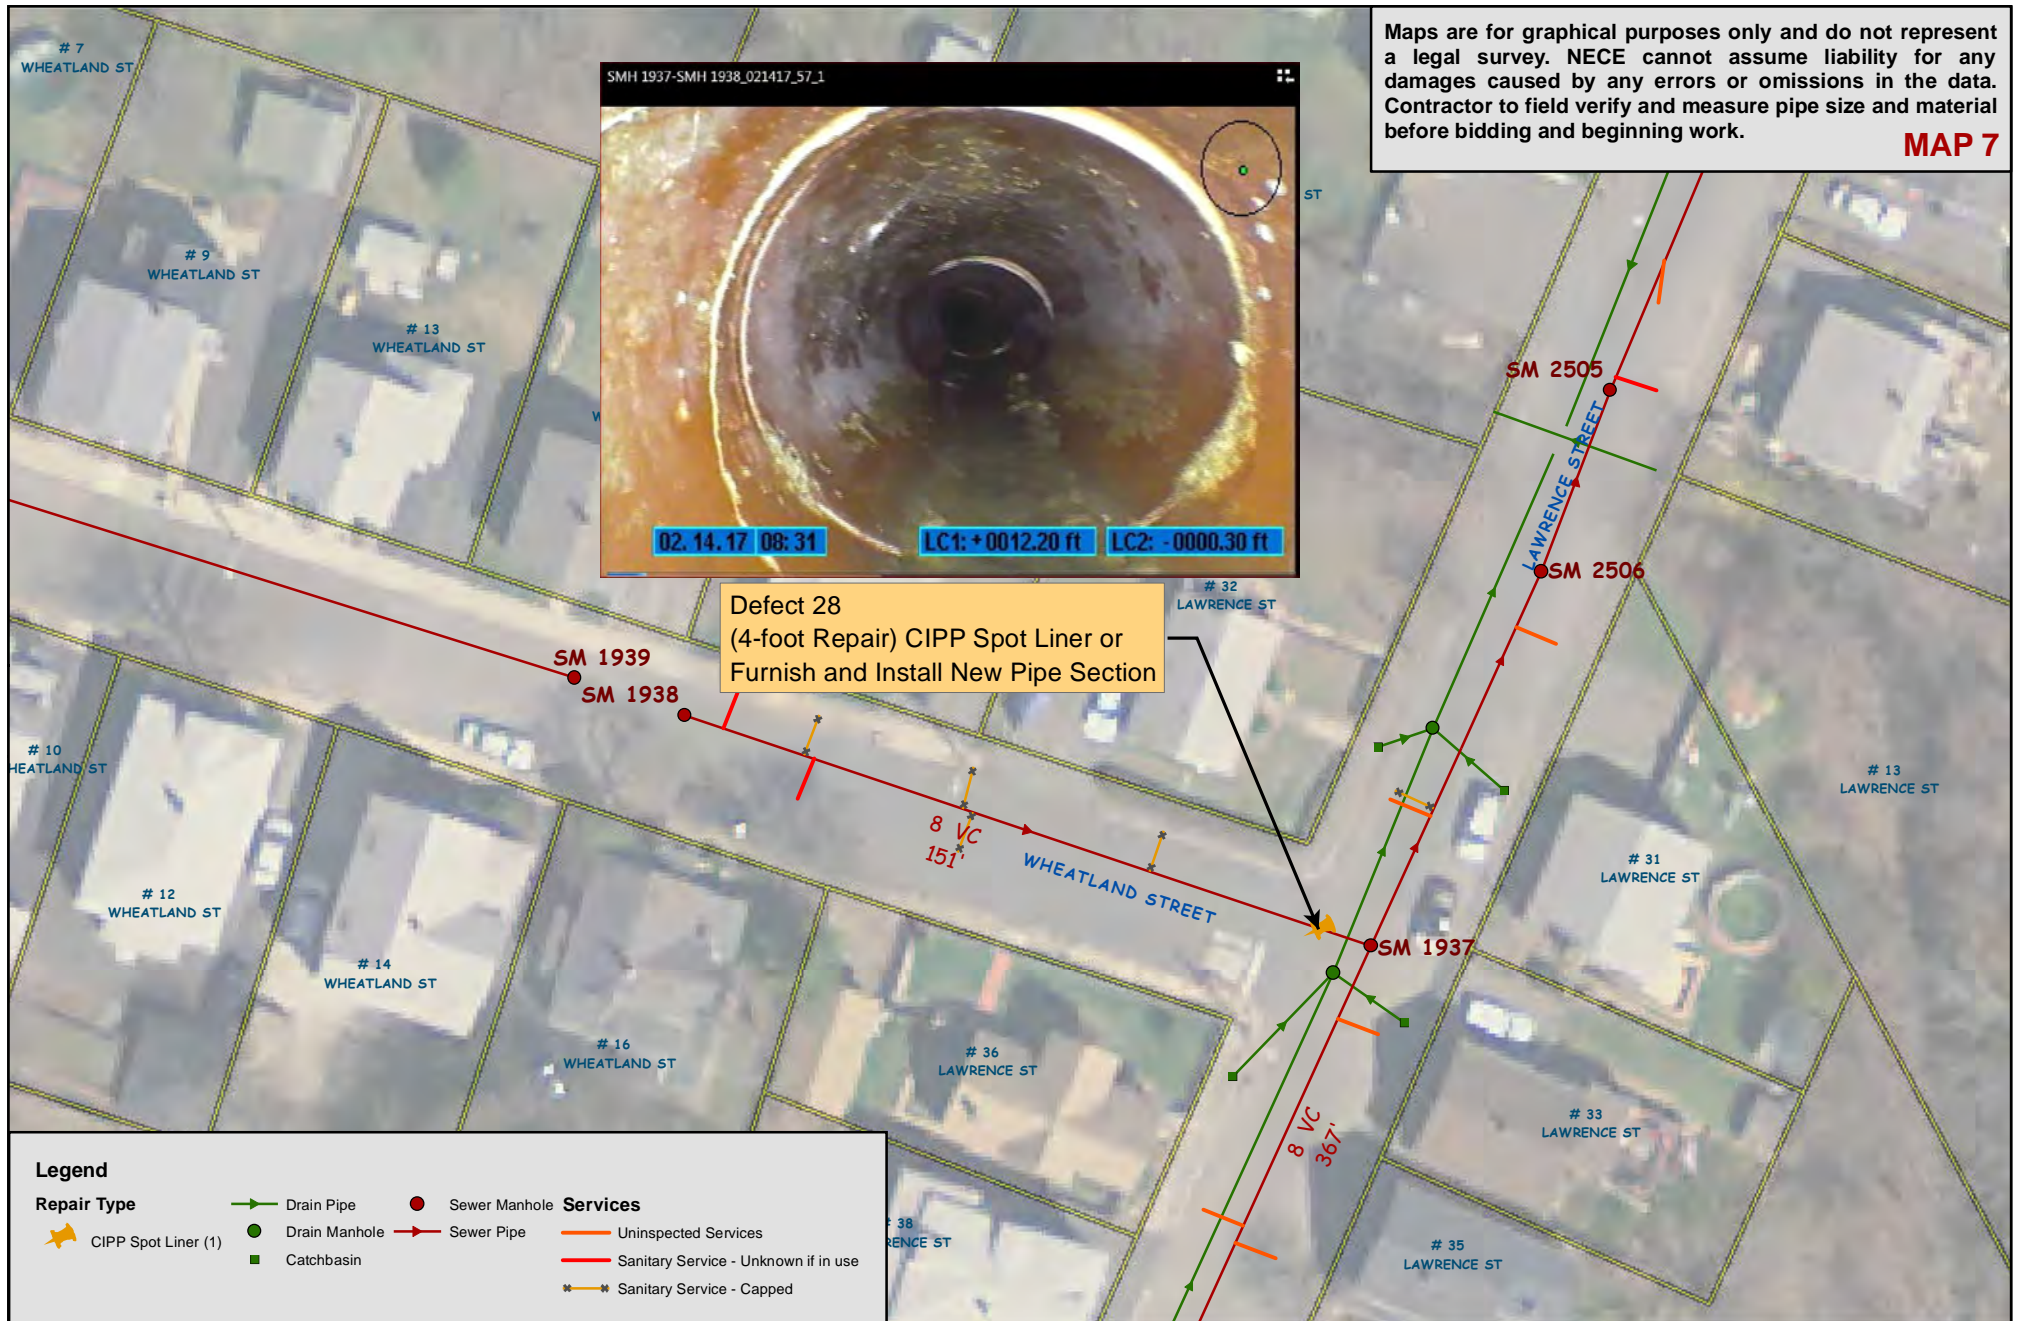 Maps are for graphical purposes only and do not represent
a legal survey. NECE cannot assume liability for any
damages caused by any errors or omissions in the data.
Contractor to field verify and measure pipe size and material
before bidding and beginning work.
MAP 7
# 7
WHEATLAND ST
SMH 1937-SMH 1938_021417_57_1
ST
# 9
WHEATLAND ST
# 13
WHEATLAND ST
W
02. 14. 17 08: 31 LC1: +0012.20 ft LC2: -0000.30 ft
SM 2505
LAWRENCE STREET
SM 2506
# 32
LAWRENCE ST
Defect 28
(4-foot Repair) CIPP Spot Liner or
Furnish and Install New Pipe Section
SM 1939
SM 1938
# 10
HEATLAND ST
# 13
LAWRENCE ST
8 VC
151'
WHEATLAND STREET
# 31
LAWRENCE ST
# 12
WHEATLAND ST
SM 1937
# 14
WHEATLAND ST
# 16
WHEATLAND ST
# 36
LAWRENCE ST
8 VC
367'
# 33
LAWRENCE ST
# 38
RENCE ST
# 35
LAWRENCE ST
Legend
Repair Type
CIPP Spot Liner (1)
Drain Pipe
Drain Manhole
Catchbasin
Sewer Manhole
Sewer Pipe
Services
Uninspected Services
Sanitary Service - Unknown if in use
Sanitary Service - Capped